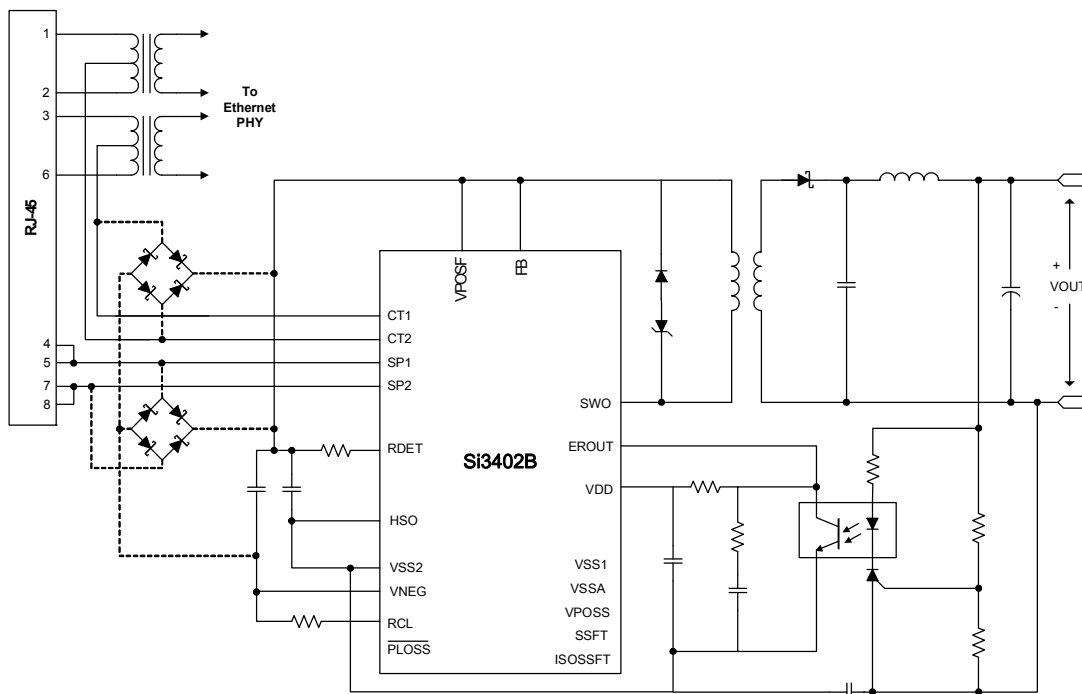 RJ-45
1
2
3
6
4
5
7
8
To
Ethernet
PHY
VPOSF
FB
CT1
CT2
SP1
SP2
RDET
HSO
VSS2
VNEG
RCL
PLOSS
Si3402B
SWO
EROUT
VDD
VSS1
VSSA
VPOSS
SSFT
ISOSSFT
+
VOUT
-